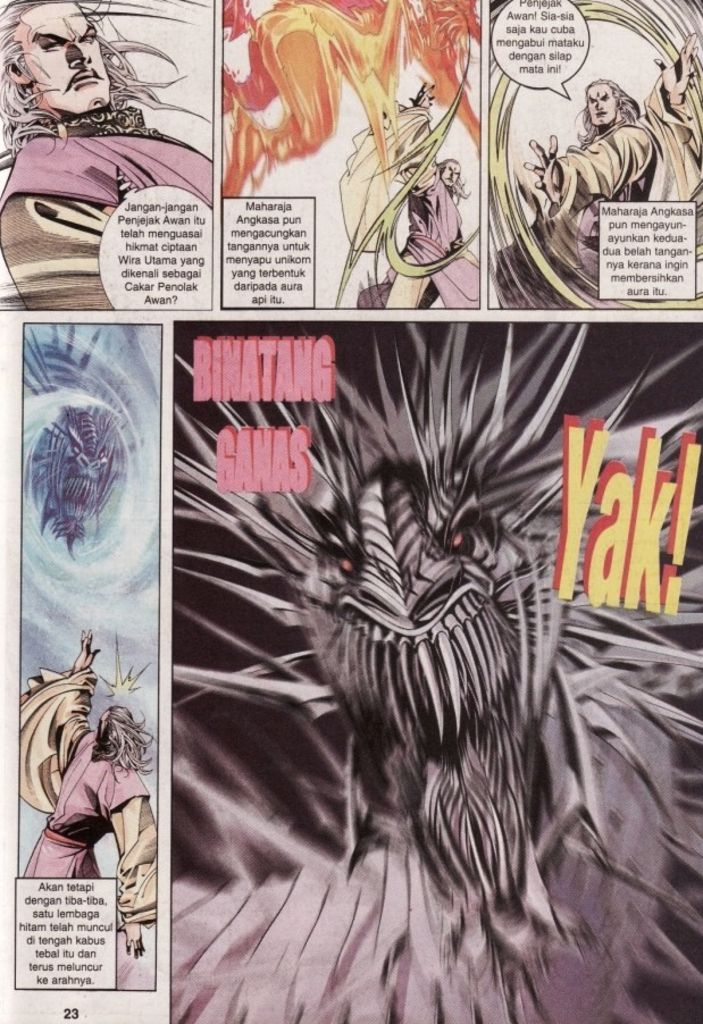 Jangan-jangan
Penjejak Awan itu
telah menguasai
hikmat ciptaan
Wira Utama yang
dikenali sebagai
Cakar Penolak
Awan?
Maharaja
Angkasa pun
mengacungkan
tangannya untuk
menyapu unikorn
yang terbentuk
daripada aura
api itu.
Penjejak
Awan! Sia-sia
saja kau cuba
mengabui mataku
dengan silap
mata ini!
Maharaja Angkasa
pun mengayun-
ayunkan kedua-
dua belah tangan-
nya kerana ingin
membersihkan
aura itu.
Akan tetapi
dengan tiba-tiba,
satu lembaga
hitam telah muncul
di tengah kabus
tebal itu dan
terus meluncur
ke arahnya.
BINATANG
GANAS
Yak!
23